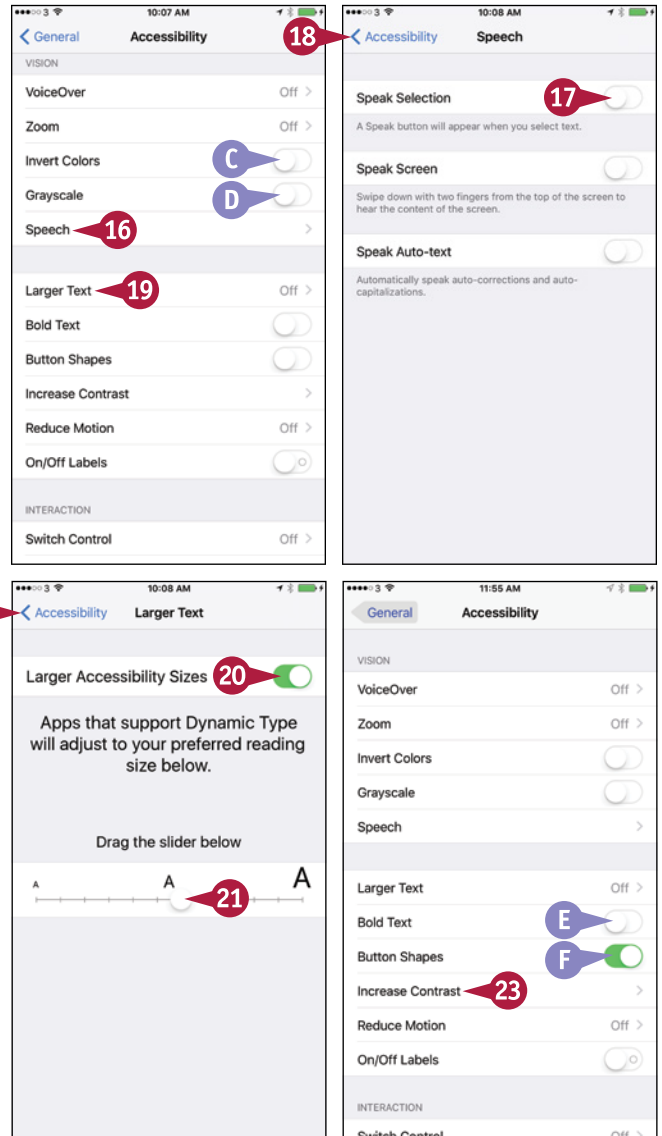 3 10:07 AM
General Accessibility
VISION
VoiceOver Off
Zoom Off
Invert Colors C
Grayscale D
Speech 16
Larger Text 19 Off
Bold Text
Button Shapes
Increase Contrast
Reduce Motion Off
On/Off Labels
INTERACTION
Switch Control Off
3 10:08 AM
18 Accessibility Speech
Speak Selection 17
A Speak button will appear when you select text.
Speak Screen
Swipe down with two fingers from the top of the screen to
hear the content of the screen.
Speak Auto-text
Automatically speak auto-corrections and auto-
capitalizations.
3 10:08 AM
Accessibility Larger Text
Larger Accessibility Sizes 20
Apps that support Dynamic Type
will adjust to your preferred reading
size below.
Drag the slider below
A A A
21
3 11:55 AM
General Accessibility
VISION
VoiceOver Off
Zoom Off
Invert Colors
Grayscale
Speech
Larger Text Off
Bold Text E
Button Shapes F
Increase Contrast 23
Reduce Motion Off
On/Off Labels
INTERACTION
Switch Control Off